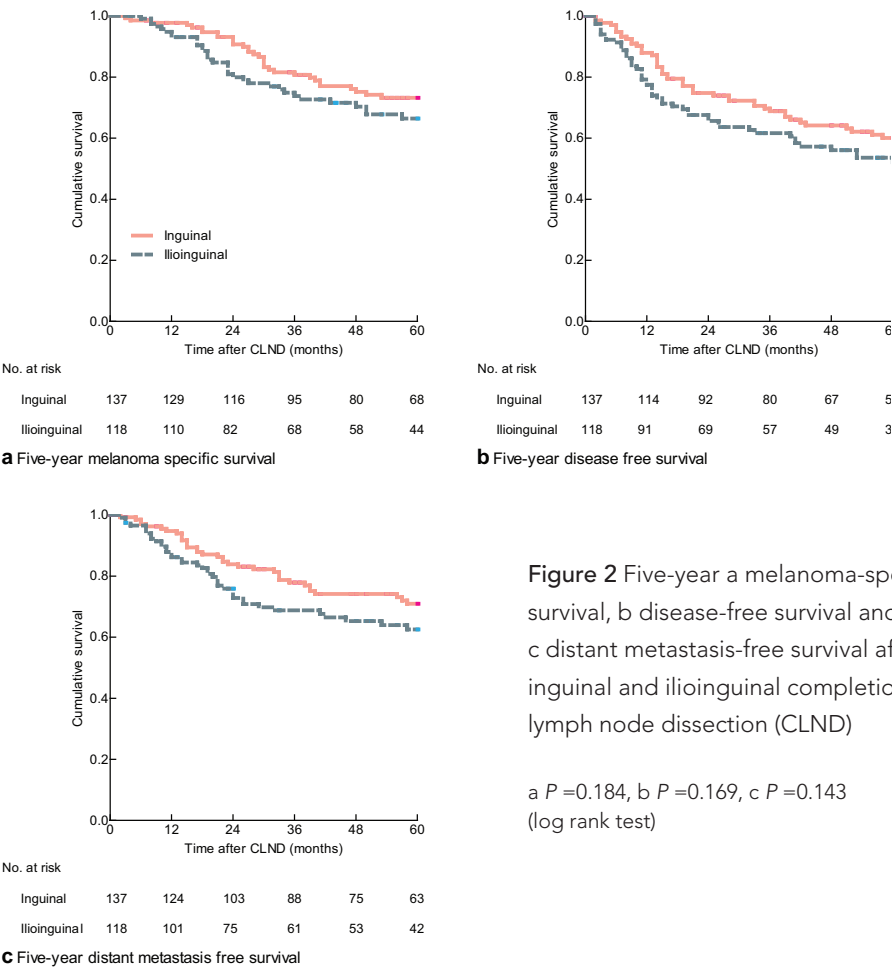 1.0
0.8
0.6
0.4
0.2
0.0
Cumulative survival
Inguinal
Ilioinguinal
0 12 24 36 48 60
Time after CLND (months)
No. at risk
Inguinal 137 129 116 95 80 68
Ilioinguinal 118 110 82 68 58 44
a Five-year melanoma specific survival
1.0
0.8
0.6
0.4
0.2
0.0
Cumulative survival
0 12 24 36 48
Time after CLND (months)
No. at risk
Inguinal 137 114 92 80 67
Ilioinguinal 118 91 69 57 49
b Five-year disease free survival
1.0
0.8
0.6
0.4
0.2
0.0
Cumulative survival
0 12 24 36 48 60
Time after CLND (months)
No. at risk
Inguinal 137 124 103 88 75 63
Ilioinguinal 118 101 75 61 53 42
c Five-year distant metastasis free survival
Figure 2 Five-year a
survival, b disease-free survival
c distant metastasis-free survival
inguinal and ilioinguinal
lymph node dissection (CLND)
a P =0.184, b P =0.169, c P =0.143
(log rank test)